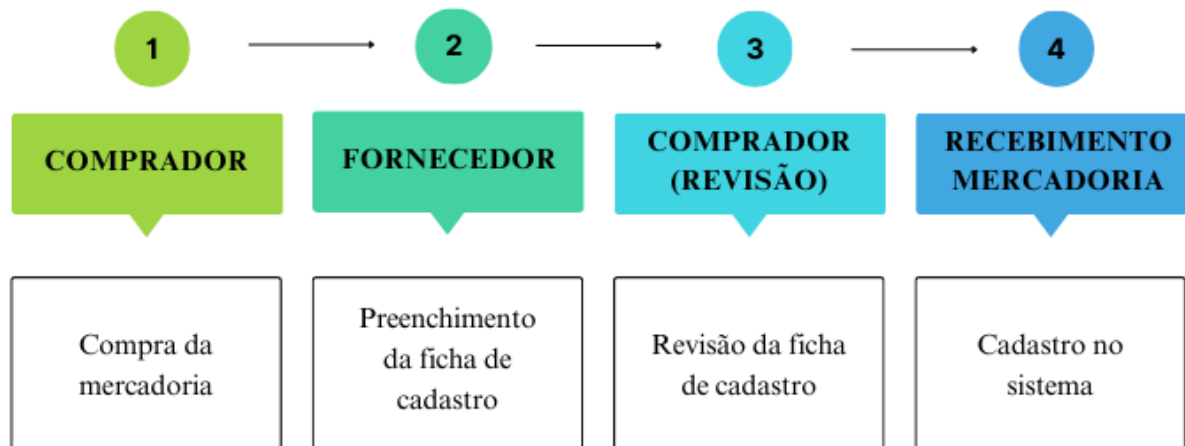 1
2
3
4
COMPRADOR
FORNECEDOR
COMPRADOR
(REVISÃO)
RECEBIMENTO
MERCADORIA
Compra da
mercadoria
Preenchimento
da ficha de
cadastro
Revisão da ficha
de cadastro
Cadastro no
sistema